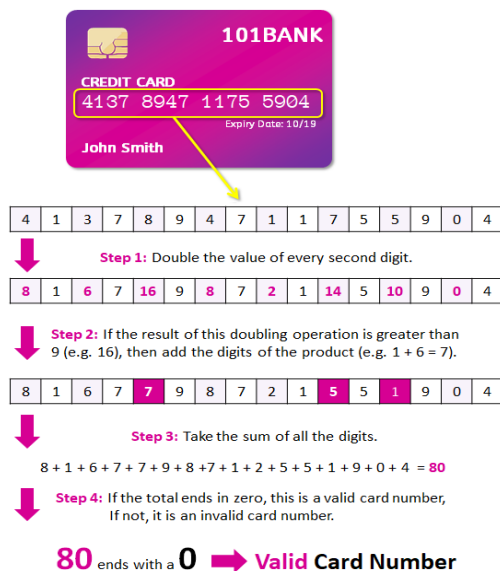 101BANK
CREDIT CARD
4137 8947 1175 5904
Expiry Date: 10/19
John Smith
4 1 3 7 8 9 4 7 1 1 7 5 5 9 0 4
Step 1: Double the value of every second digit.
8 1 6 7 16 9 8 7 2 1 14 5 10 9 0 4
Step 2: If the result of this doubling operation is greater than
9 (e.g. 16), then add the digits of the product (e.g. 1 + 6 = 7).
8 1 6 7 7 9 8 7 2 1 5 5 1 9 0 4
Step 3: Take the sum of all the digits.
8 + 1 + 6 + 7 + 7 + 9 + 8 +7 + 1 + 2 + 5 + 5 + 1 + 9 + 0 + 4 = 80
Step 4: If the total ends in zero, this is a valid card number,
If not, it is an invalid card number.
80 ends with a 0 Valid Card Number